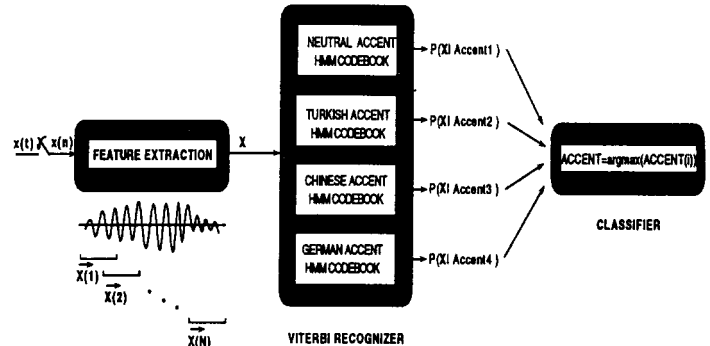 x(t) x(n)
FEATURE EXTRACTION
X
NEUTRAL ACCENT
HMM CODEBOOK
P(X| Accent1 )
TURKISH ACCENT
HMM CODEBOOK
P(X| Accent2 )
CHINESE ACCENT
HMM CODEBOOK
P(X| Accent3 )
GERMAN ACCENT
HMM CODEBOOK
P(X| Accent4 )
ACCENT=argmax(ACCENT(i))
CLASSIFIER
X(1)
X(2)
X(N)
VITERBI RECOGNIZER